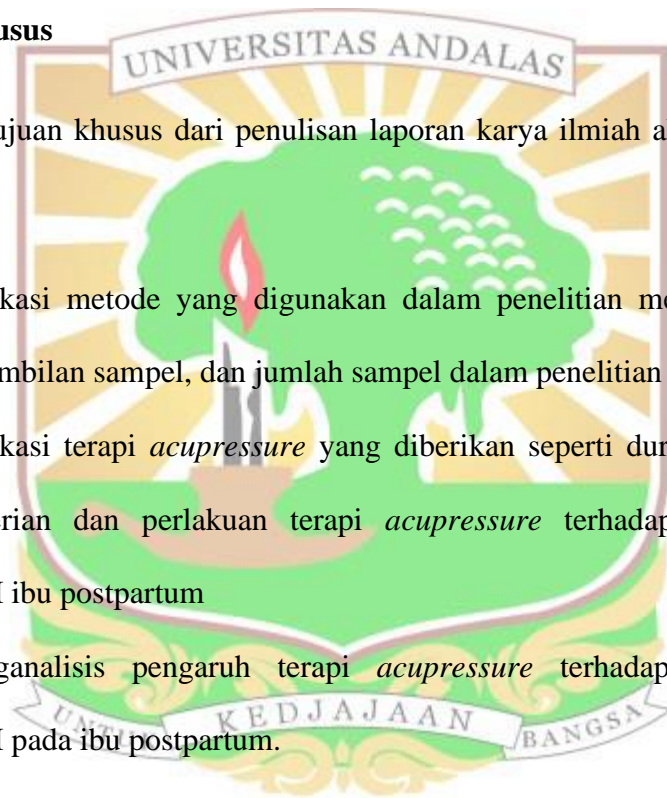 usus
UNIVERSITAS ANDALAS
ujuan khusus dari penulisan laporan karya ilmiah a
kasi metode yang digunakan dalam penelitian me
mbilan sampel, dan jumlah sampel dalam penelitian
kasi terapi acupressure yang diberikan seperti dur
erian dan perlakuan terapi acupressure terhadap
I ibu postpartum
ganalisis pengaruh terapi acupressure terhadap
UNTUK KEDJAJAAN BANGSA
I pada ibu postpartum.